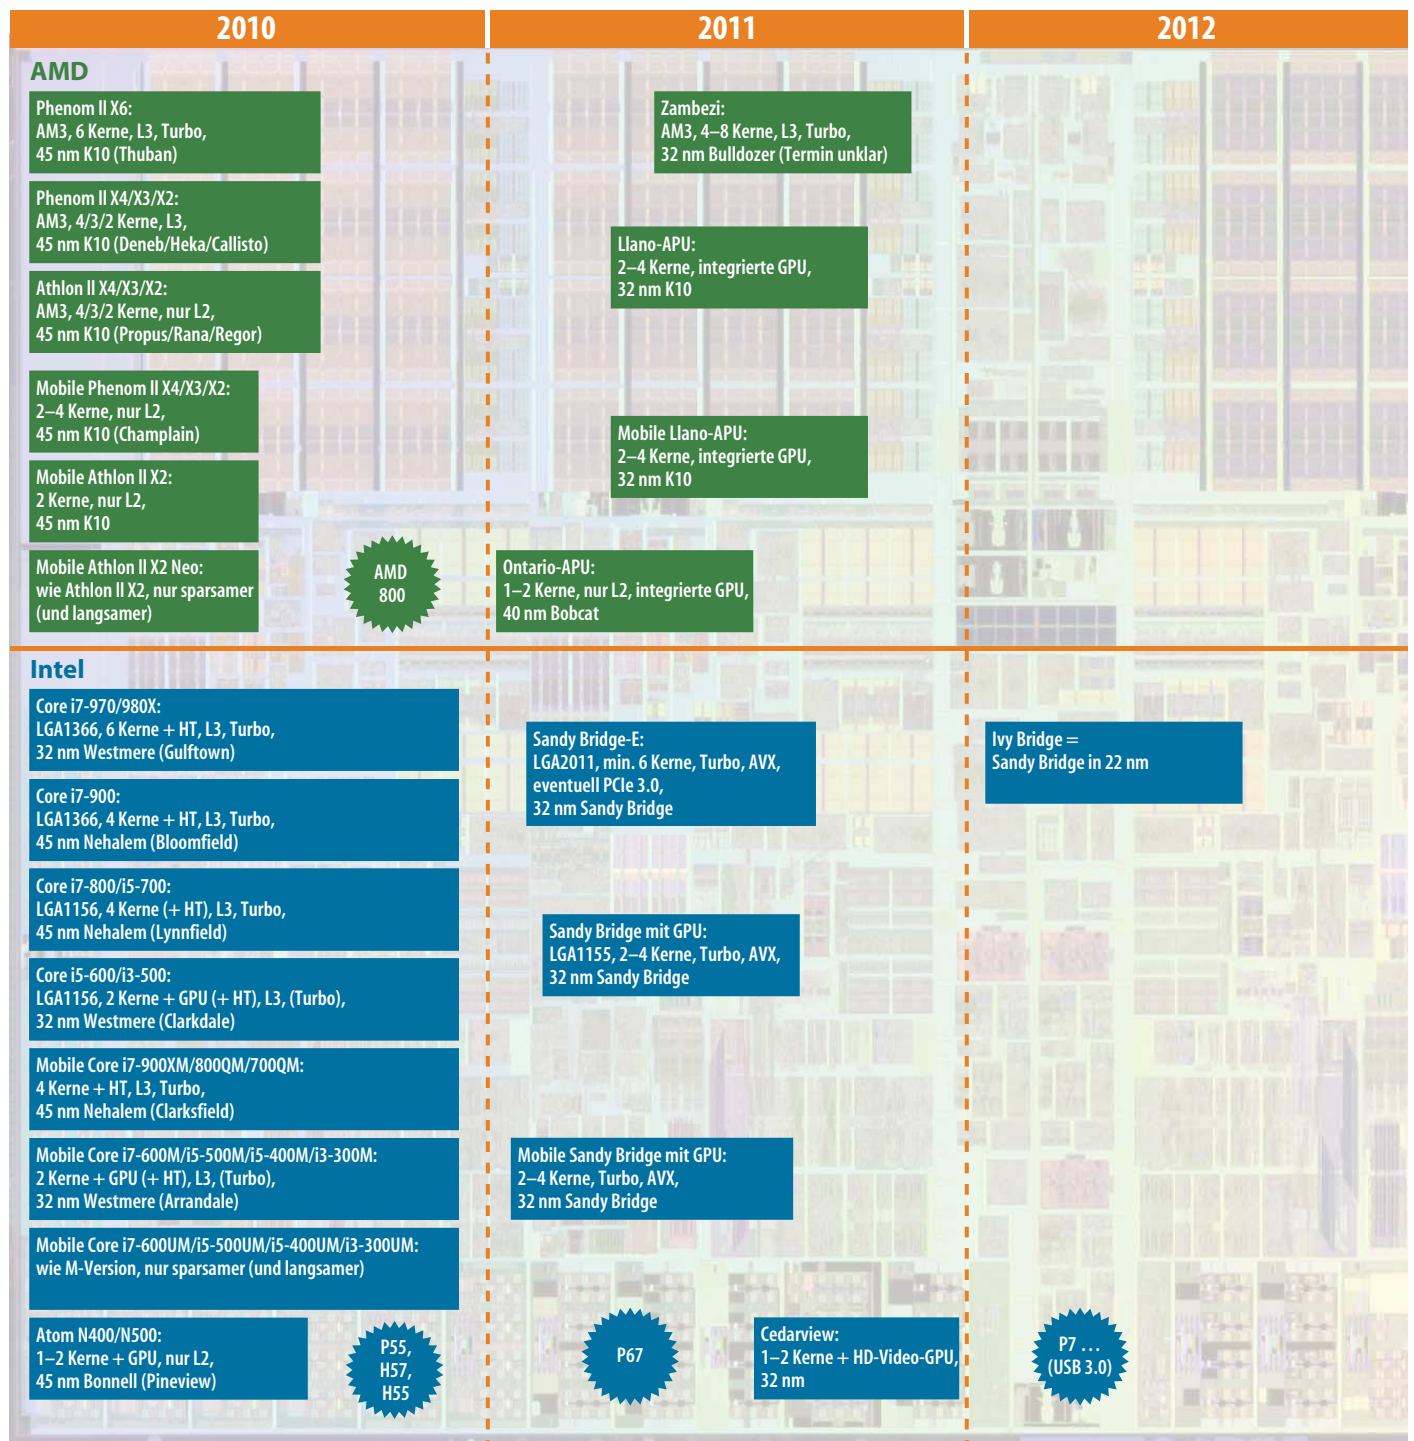 2010
2011
2012
AMD
Phenom II X6:
AM3, 6 Kerne, L3, Turbo,
45 nm K10 (Thuban)
Phenom II X4/X3/X2:
AM3, 4/3/2 Kerne, L3,
45 nm K10 (Deneb/Heka/Callisto)
Athlon II X4/X3/X2:
AM3, 4/3/2 Kerne, nur L2,
45 nm K10 (Propus/Rana/Regor)
Mobile Phenom II X4/X3/X2:
2–4 Kerne, nur L2,
45 nm K10 (Champlain)
Mobile Athlon II X2:
2 Kerne, nur L2,
45 nm K10
Mobile Athlon II X2 Neo:
wie Athlon II X2, nur sparsamer
(und langsamer)
AMD
800
Zambezi:
AM3, 4–8 Kerne, L3, Turbo,
32 nm Bulldozer (Termin unklar)
Llano-APU:
2–4 Kerne, integrierte GPU,
32 nm K10
Mobile Llano-APU:
2–4 Kerne, integrierte GPU,
32 nm K10
Ontario-APU:
1–2 Kerne, nur L2, integrierte GPU,
40 nm Bobcat
Intel
Core i7-970/980X:
LGA1366, 6 Kerne + HT, L3, Turbo,
32 nm Westmere (Gulftown)
Core i7-900:
LGA1366, 4 Kerne + HT, L3, Turbo,
45 nm Nehalem (Bloomfield)
Core i7-800/i5-700:
LGA1156, 4 Kerne (+ HT), L3, Turbo,
45 nm Nehalem (Lynnfield)
Core i5-600/i3-500:
LGA1156, 2 Kerne + GPU (+ HT), L3, (Turbo),
32 nm Westmere (Clarkdale)
Mobile Core i7-900XM/800QM/700QM:
4 Kerne + HT, L3, Turbo,
45 nm Nehalem (Clarksfield)
Mobile Core i7-600M/i5-500M/i5-400M/i3-300M:
2 Kerne + GPU (+ HT), L3, (Turbo),
32 nm Westmere (Arrandale)
Mobile Core i7-600UM/i5-500UM/i5-400UM/i3-300UM:
wie M-Version, nur sparsamer (und langsamer)
Atom N400/N500:
1–2 Kerne + GPU, nur L2,
45 nm Bonnell (Pineview)
P55,
H57,
H55
Sandy Bridge-E:
LGA2011, min. 6 Kerne, Turbo, AVX,
eventuell PCIe 3.0,
32 nm Sandy Bridge
Sandy Bridge mit GPU:
LGA1155, 2–4 Kerne, Turbo, AVX,
32 nm Sandy Bridge
Mobile Sandy Bridge mit GPU:
2–4 Kerne, Turbo, AVX,
32 nm Sandy Bridge
P67
Cedarview:
1–2 Kerne + HD-Video-GPU,
32 nm
Ivy Bridge =
Sandy Bridge in 22 nm
P7 …
(USB 3.0)